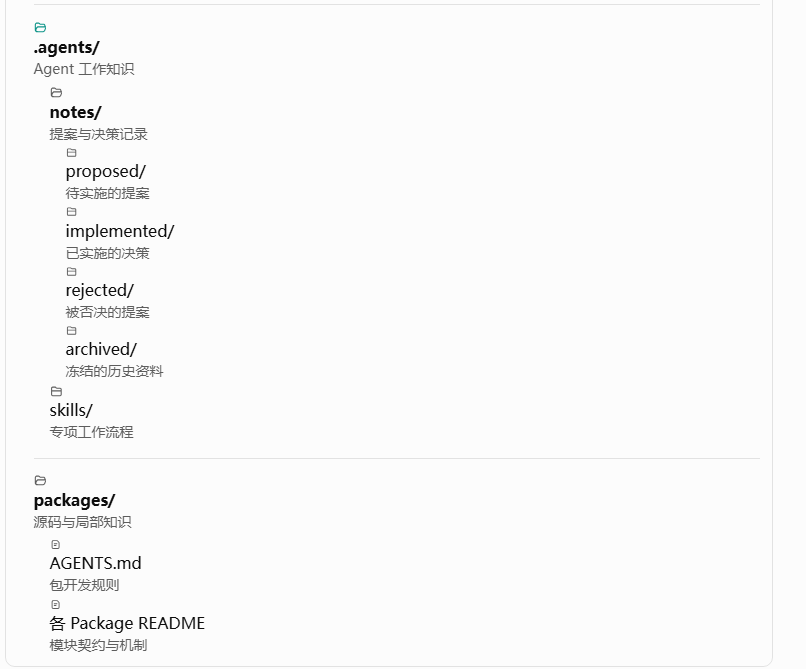 .agents/
Agent 工作知识
notes/
提案与决策记录
proposed/
待实施的提案
implemented/
已实施的决策
rejected/
被否决的提案
archived/
冻结的历史资料
skills/
专项工作流程
packages/
源码与局部知识
AGENTS.md
包开发规则
各 Package README
模块契约与机制